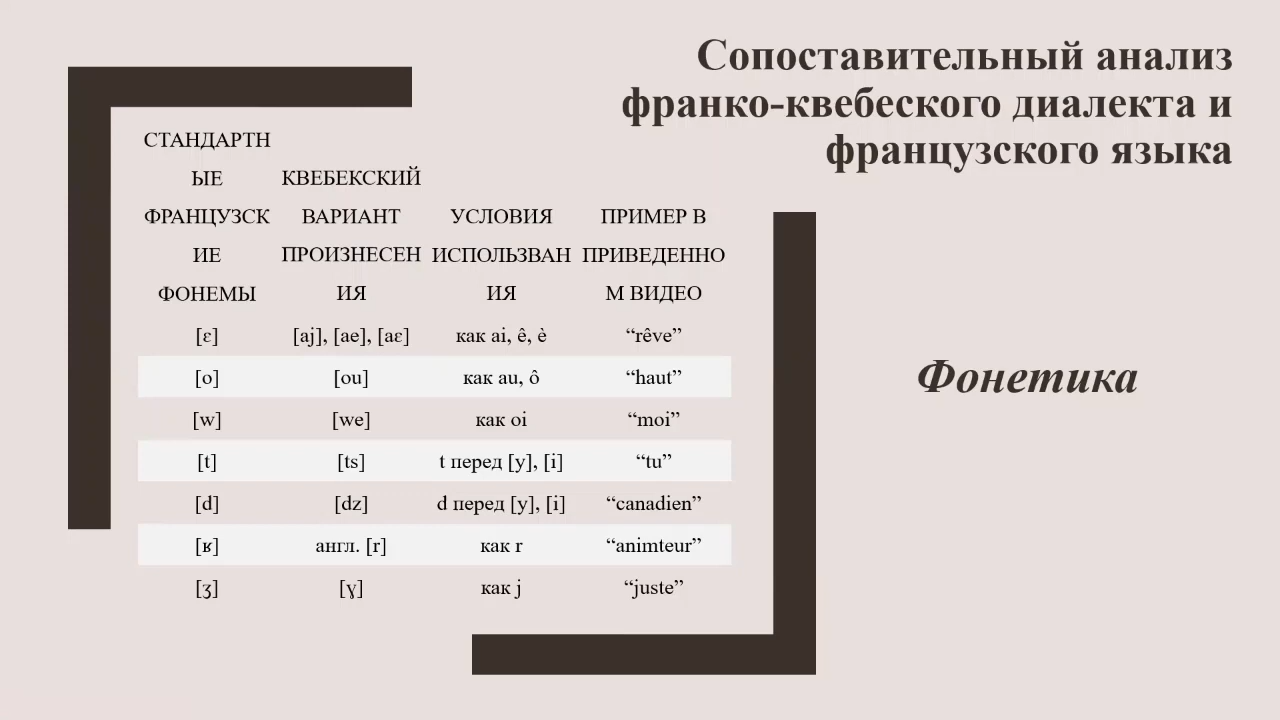 Сопоставительный анализ
франко-квебеского диалекта и
французского языка
СТАНДАРТН
ЫЕ КВЕБЕКСКИЙ
ФРАНЦУЗСК ВАРИАНТ УСЛОВИЯ ПРИМЕР В
ИЕ ПРОИЗНЕСЕН ИСПОЛЬЗВАН ПРИВЕДЕННО
ФОНЕМЫ ИЯ ИЯ М ВИДЕО
[ε] [aj], [ae], [aε] как ai, ê, è “rêve”
[o] [ou] как au, ô “haut”
[w] [we] как oi “moi”
[t] [ts] t перед [y], [i] “tu”
[d] [dz] d перед [y], [i] “canadien”
[ʁ] англ. [r] как r “animteur”
[ʒ] [ɣ] как j “juste”
Фонетика